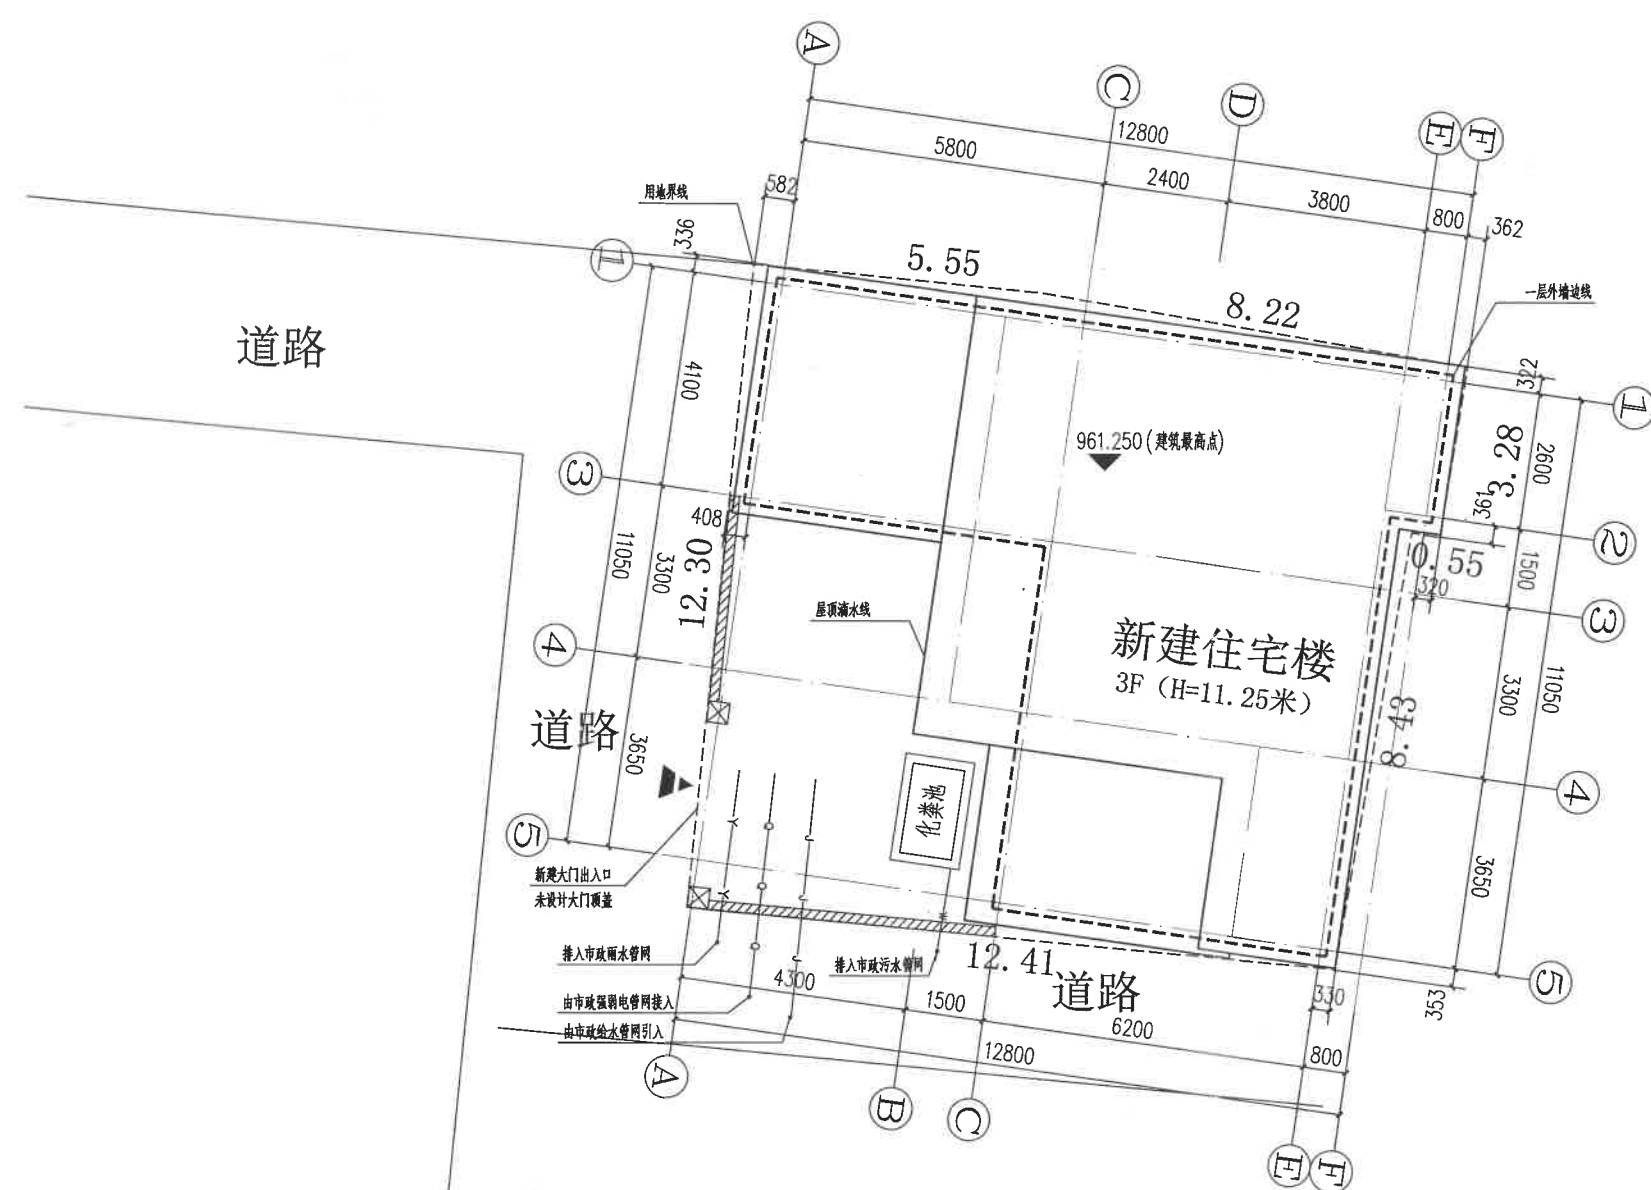 A
C
D
E
F
12800
5800
2400
3800
800
362
582
用地界线
336
1
5.55
8.22
一层外墙边线
道路
322
1
4100
961.250(建筑最高点)
3.28
2600
361
3
408
2
0.55
1500
320
11050
3300
12.30
屋顶滴水线
3
新建住宅楼
3F（H=11.25米）
11050
3300
4
8.43
道路
3650
4
化粪池
5
3650
Y
O
J
新建大门出入口
未设计大门顶盖
Y
O
J
排入市政雨水管网
O
J
排入市政污水管网
12.41
道路
5
4300
1500
330
353
由市政强弱电管网接入
6200
由市政给水管网引入
12800
800
A
B
C
E
F